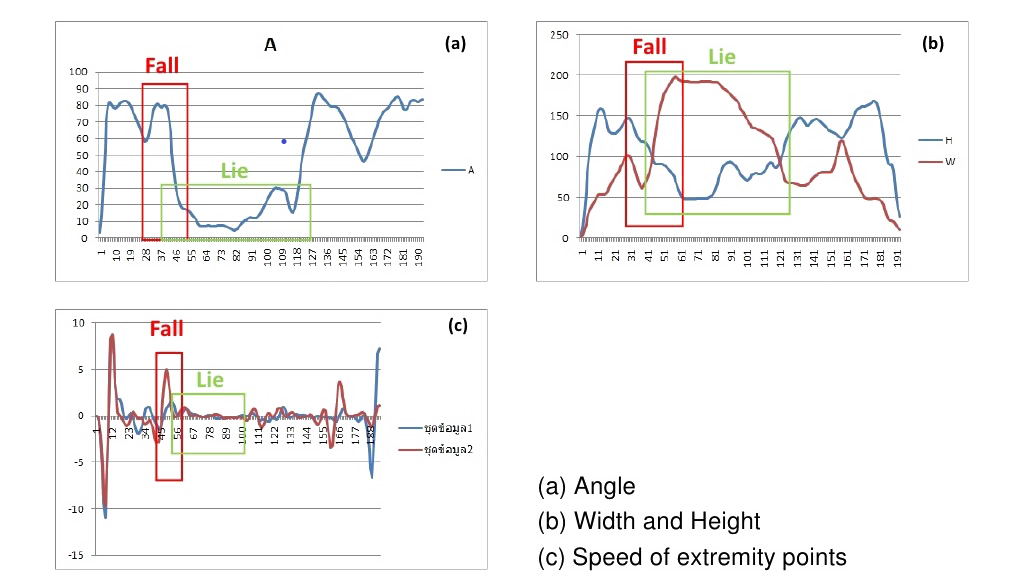 A
(a)
Fall
Lie
100
90
80
70
60
50
40
30
20
10
0
1 10 19 28 37 46 55 64 73 82 91 100 109 118 127 136 145 154 163 172 181 190
A
(b)
Fall
Lie
250
200
150
100
50
0
1 11 21 31 41 51 61 71 81 91 101 111 121 131 141 151 161 171 181 191
H
W
(c)
Fall
Lie
10
5
0
-5
-10
-15
1 12 23 34 45 56 67 78 89 100 111 122 133 144 155 166 177 188
ชุดข้อมูล1
ชุดข้อมูล2
(a) Angle
(b) Width and Height
(c) Speed of extremity points